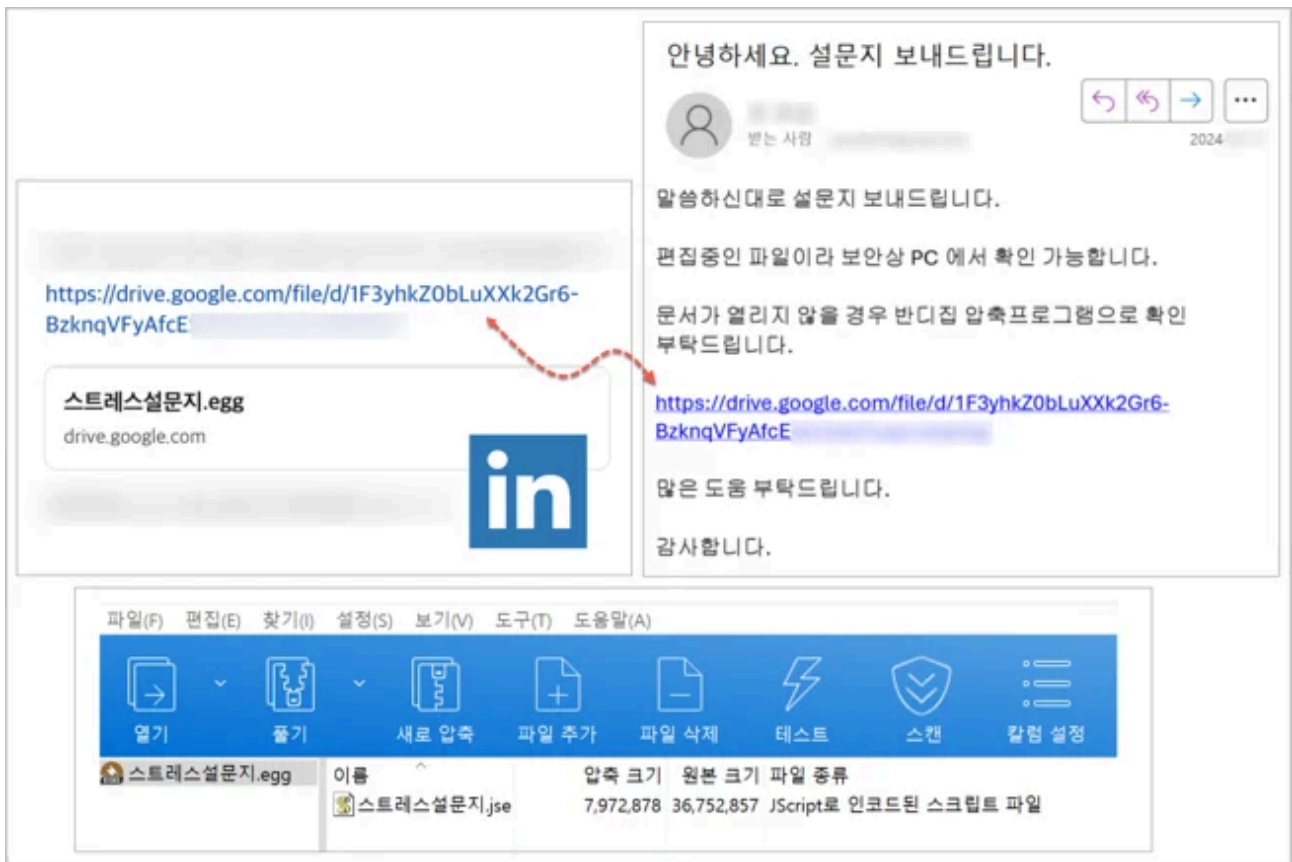 안녕하세요. 설문지 보내드립니다.
받는 사람
2024
말씀하신대로 설문지 보내드립니다.
편집중인 파일이라 보안상 PC 에서 확인 가능합니다.
문서가 열리지 않을 경우 반디집 압축프로그램으로 확인
부탁드립니다.
https://drive.google.com/file/d/1F3yhkZ0bLuXXk2Gr6-
BzknqVFyAfcE
많은 도움 부탁드립니다.
감사합니다.
https://drive.google.com/file/d/1F3yhkZ0bLuXXk2Gr6-
BzknqVFyAfcE
스트레스설문지.egg
drive.google.com
in
파일(F) 편집(E) 찾기(I) 설정(S) 보기(V) 도구(T) 도움말(A)
열기 풀기 새로 압축 파일 추가 파일 삭제 테스트 스캔 칼럼 설정
스트레스설문지.egg 이름 압축 크기 원본 크기 파일 종류
스트레스설문지.jse 7,972,878 36,752,857 JScript로 인코드된 스크립트 파일